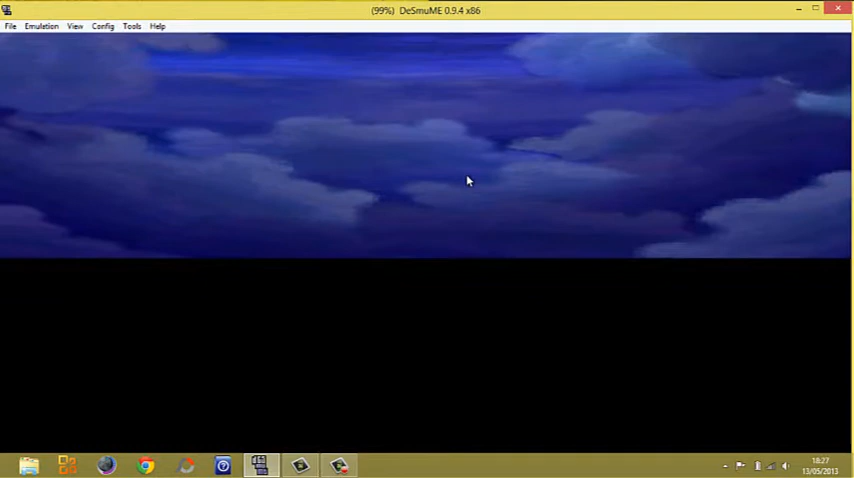 (99%) DeSmuME 0.9.4 x86
File Emulation View Config Tools Help
18:27
13/05/2013